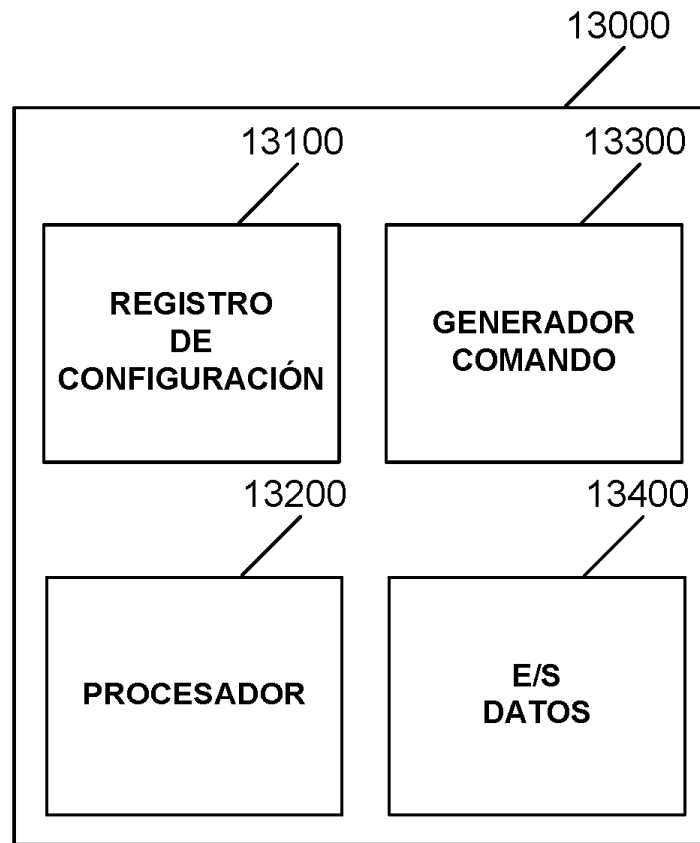 13000
13100
13300
REGISTRO
DE
CONFIGURACIÓN
GENERADOR
COMANDO
13200
13400
PROCESADOR
E/S
DATOS